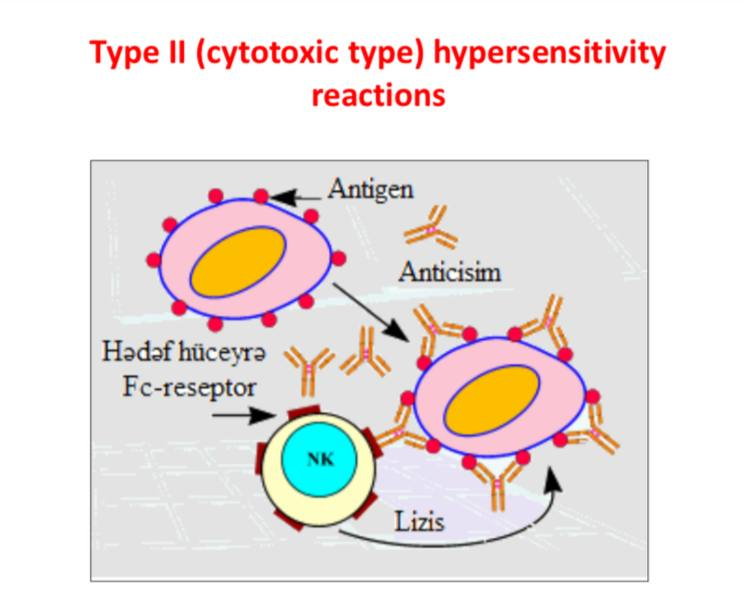 Type II (cytotoxic type) hypersensitivity
reactions
Antigen
Anticisim
Hədəf hüceyrə
Fc-reseptor
NK
Lizis